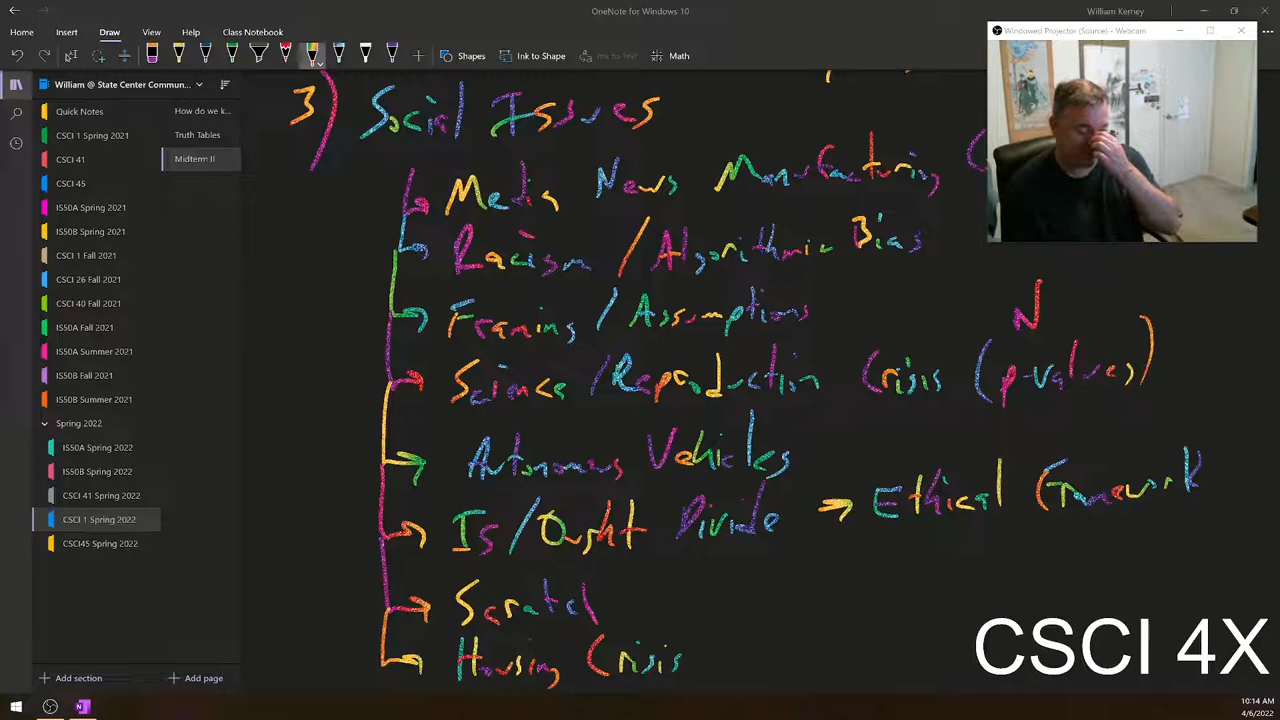 OneNote for Windows 10
William Kerney
Home Insert Draw View Help Class Notebook
Windowed Projector (Source) - Webcam
Shapes Ink to Shape Ink to Text Math
William @ State Center Commun...
Quick Notes
CSCI 1 Spring 2021
CSCI 41
CSCI 45
IS50A Spring 2021
IS50B Spring 2021
CSCI 1 Fall 2021
CSCI 26 Fall 2021
CSCI 40 Fall 2021
IS50A Fall 2021
IS50A Summer 2021
IS50B Fall 2021
IS50B Summer 2021
Spring 2022
IS50A Spring 2022
IS50B Spring 2022
CSCI 41 Spring 2022
CSCI 1 Spring 2022
CSCI45 Spring 2022
Add section
How do we k...
Truth Tables
Midterm II
Add page
3) Social Issues
Media News Manufacturing
Racism / Algorithmic Bias
Framing / Assumptions
N
Science / Reproduction Crisis (p-values)
Autonomous Vehicles
Is/Ought Divide → Ethical Framework
Scratch
Housing Crisis
CSCI 4X
10:14 AM
4/6/2022